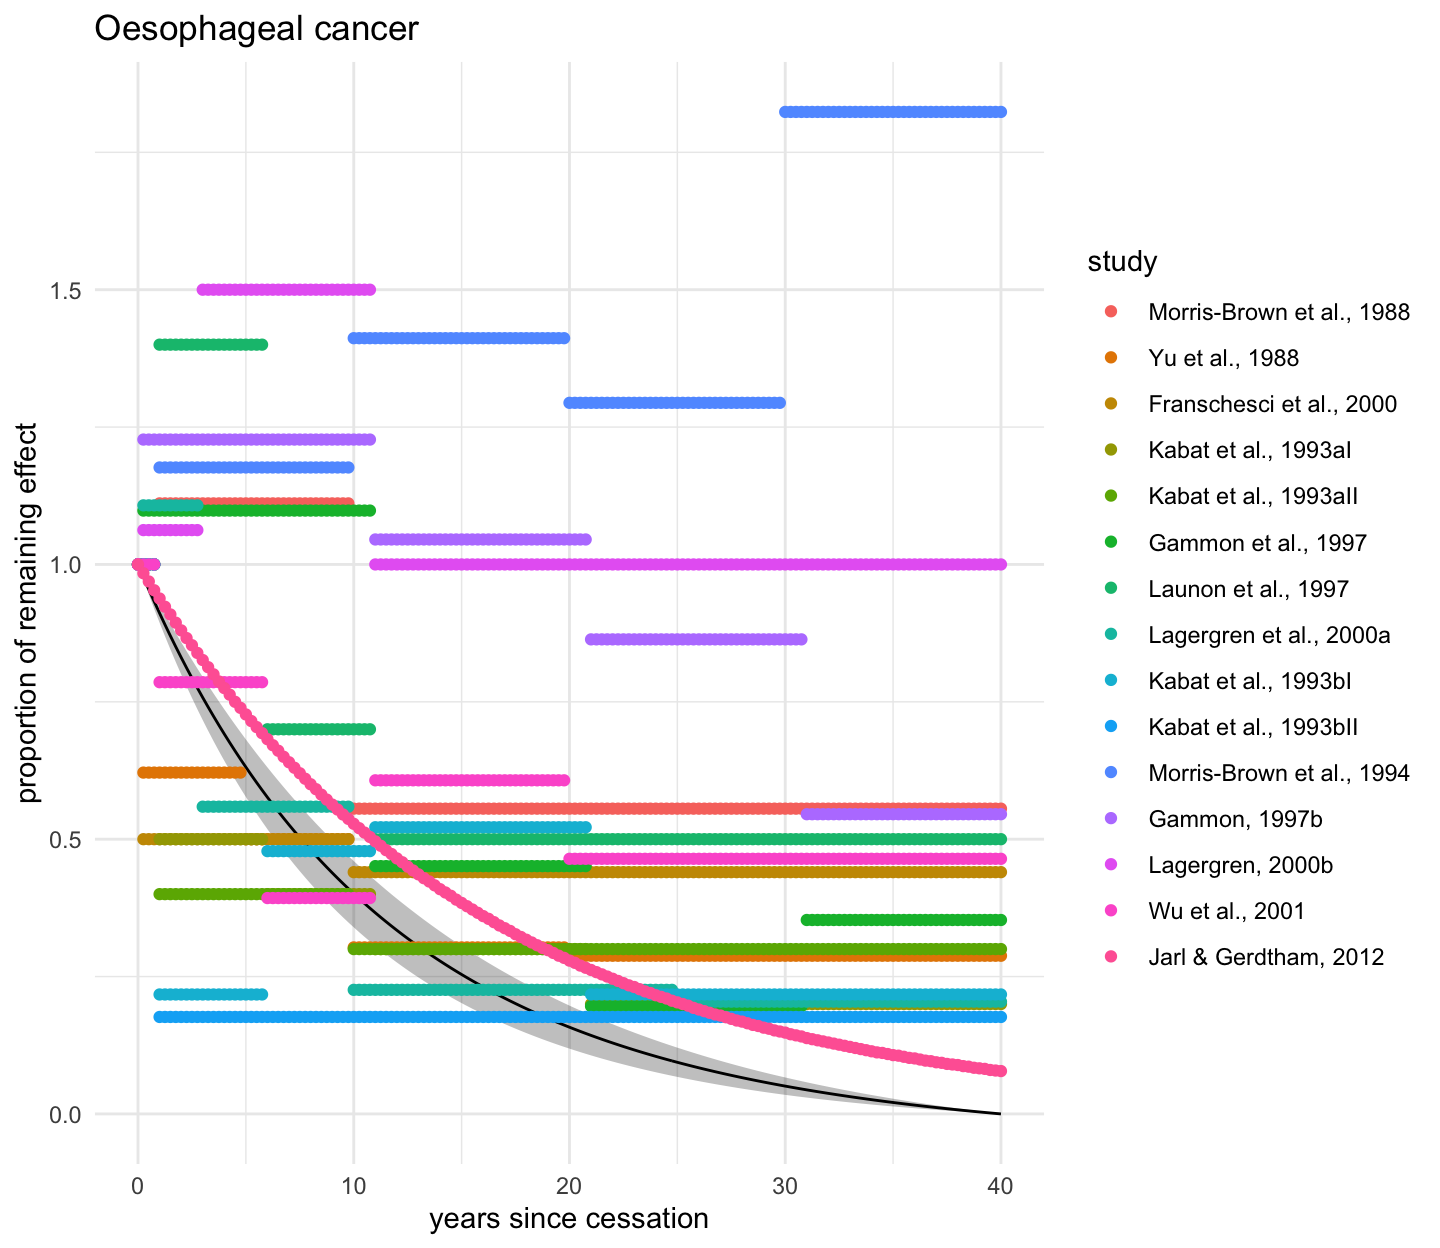 Oesophageal cancer
proportion of remaining effect
1.5
1.0
0.5
0.0
0 10 20 30 40
years since cessation
study
Morris-Brown et al., 1988
Yu et al., 1988
Franschesci et al., 2000
Kabat et al., 1993aI
Kabat et al., 1993aII
Gammon et al., 1997
Launon et al., 1997
Lagergren et al., 2000a
Kabat et al., 1993bI
Kabat et al., 1993bII
Morris-Brown et al., 1994
Gammon, 1997b
Lagergren, 2000b
Wu et al., 2001
Jarl & Gerdtham, 2012